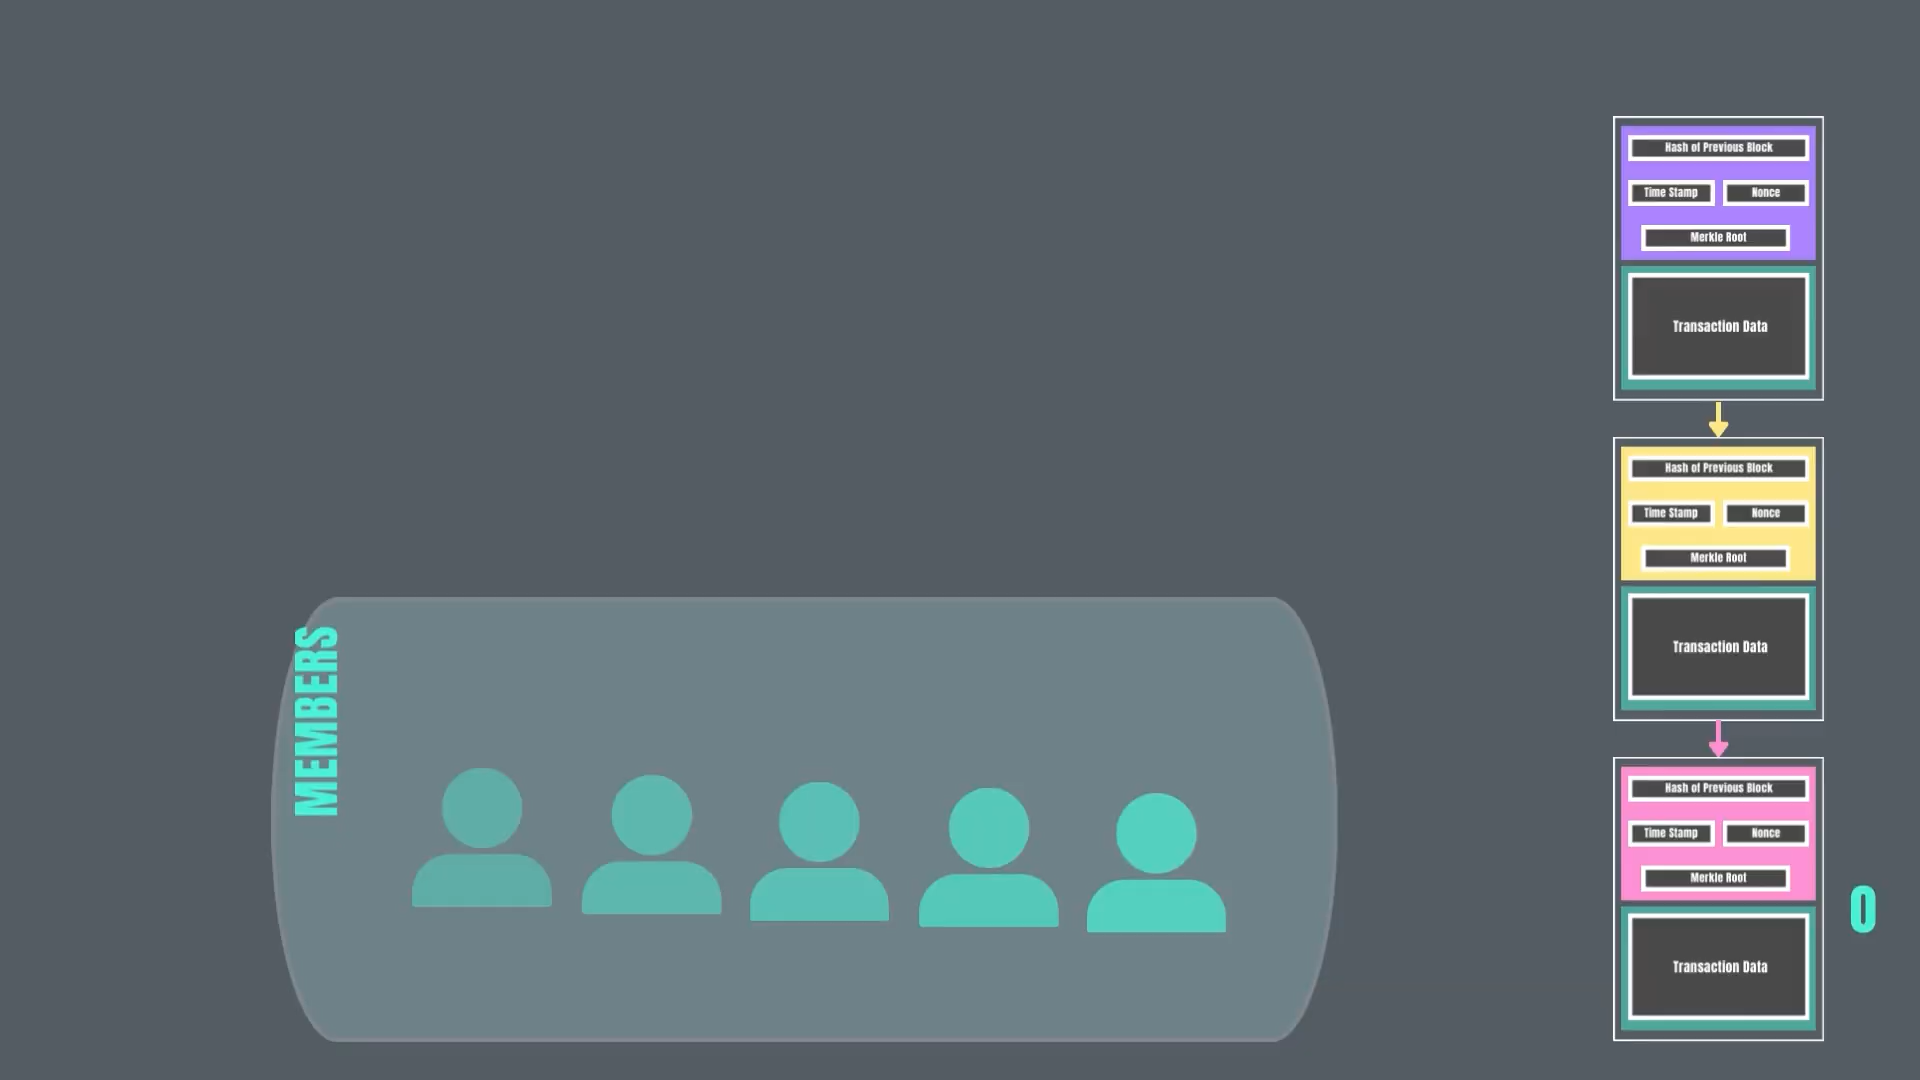 MEMBERS
Hash of Previous Block
Time Stamp Nonce
Merkle Root
Transaction Data
Hash of Previous Block
Time Stamp Nonce
Merkle Root
Transaction Data
Hash of Previous Block
Time Stamp Nonce
Merkle Root
Transaction Data
0